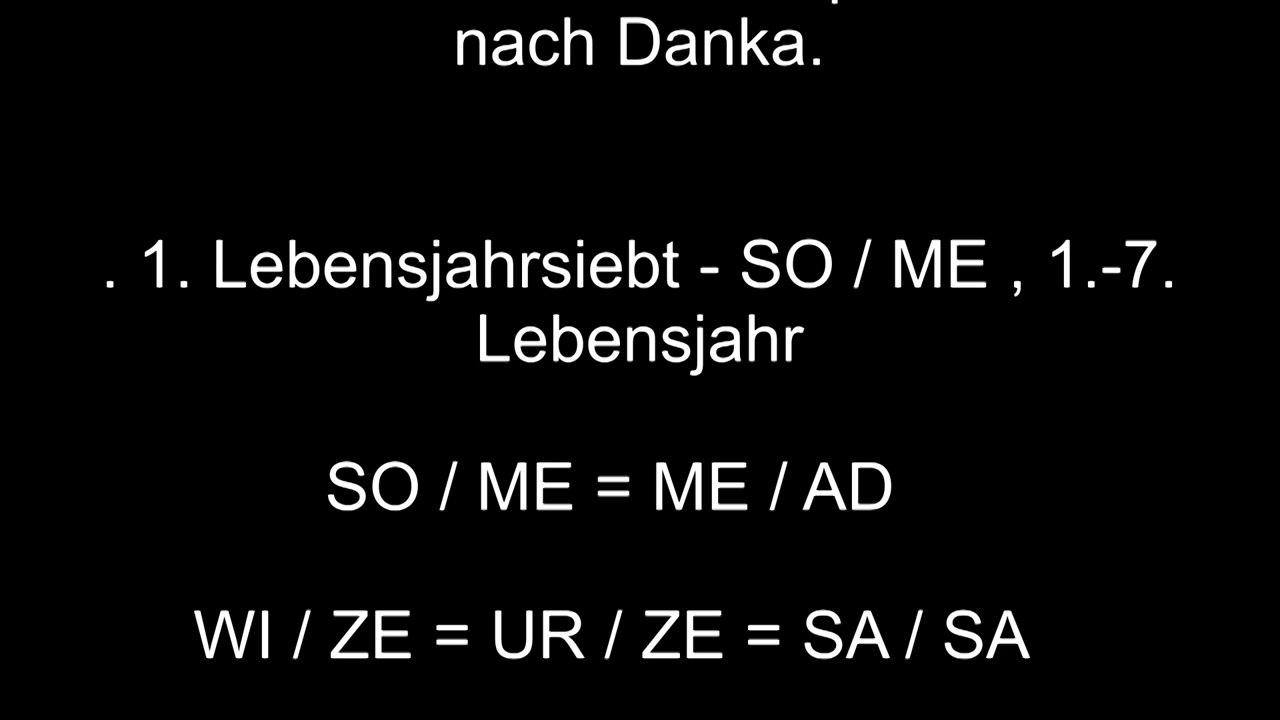 nach Danka.
. 1. Lebensjahrsiebt - SO / ME , 1.-7.
Lebensjahr
SO / ME = ME / AD
WI / ZE = UR / ZE = SA / SA